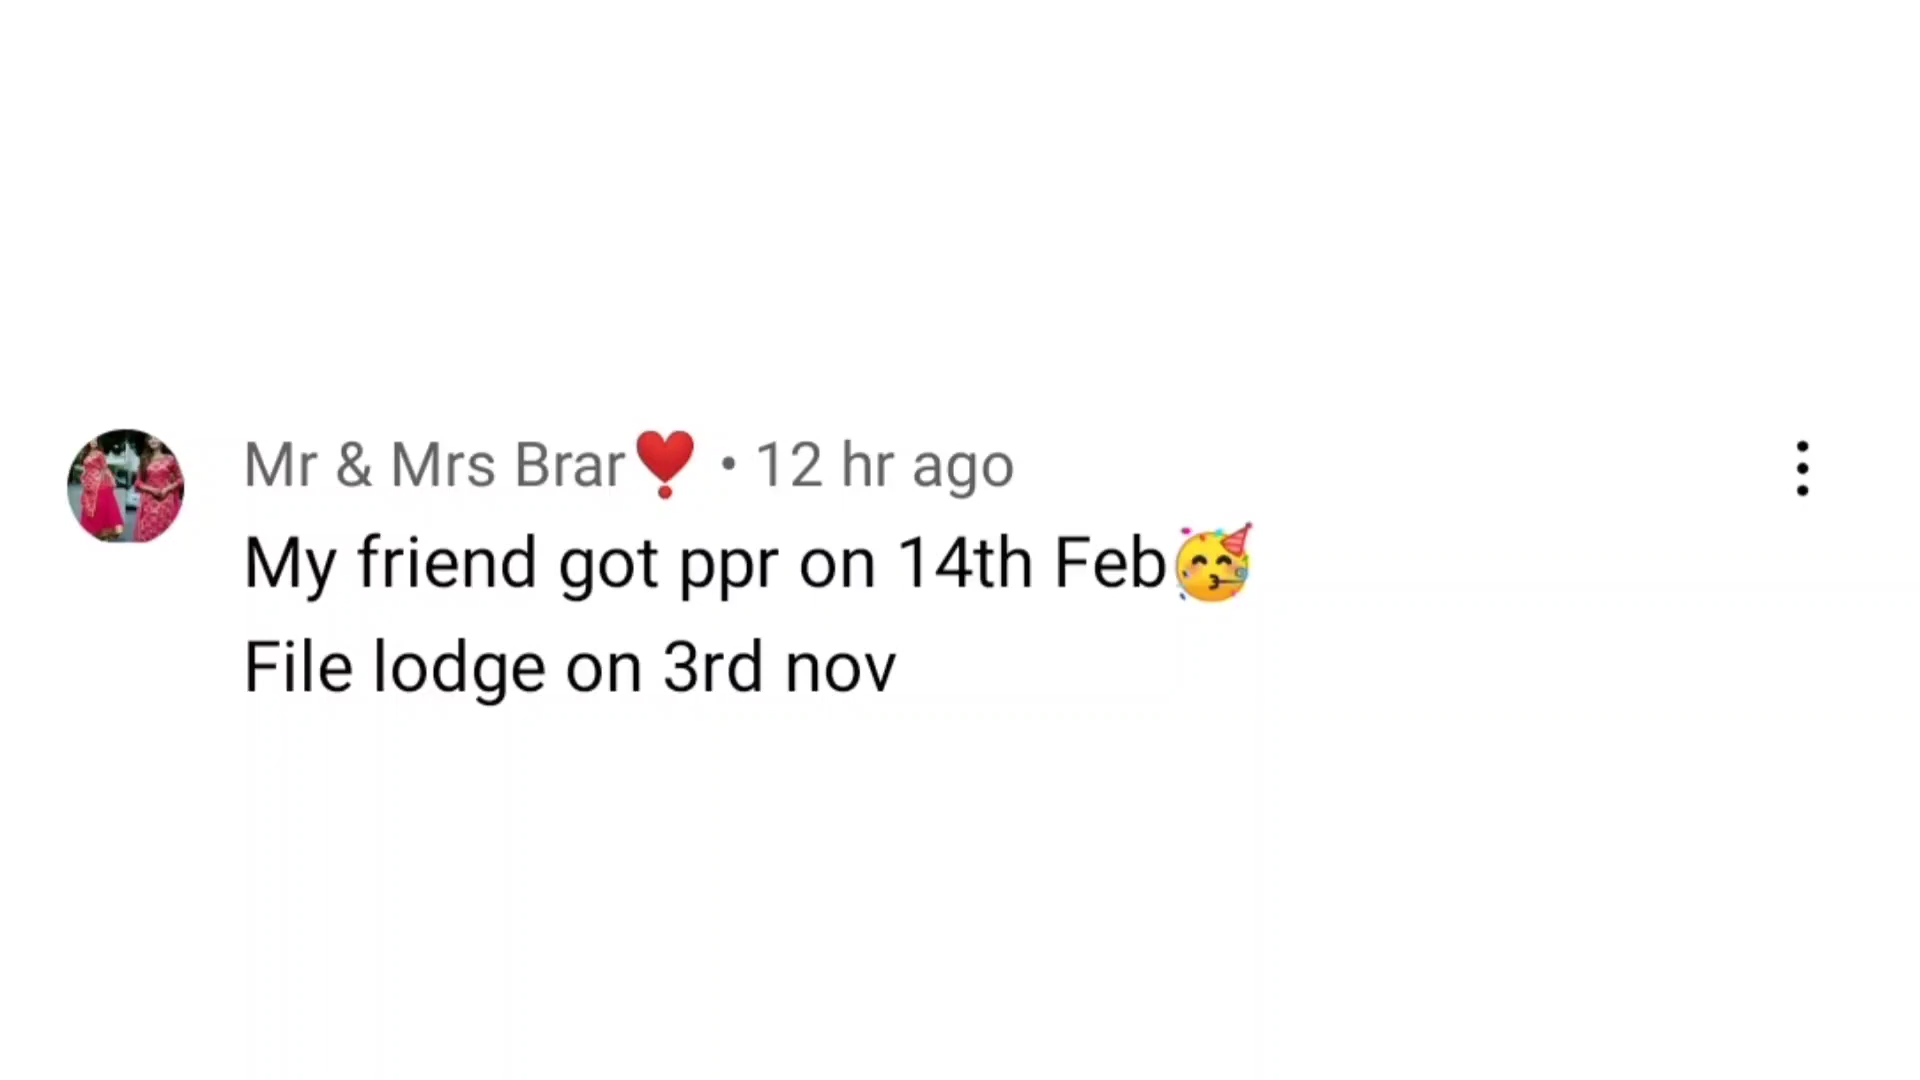 Mr & Mrs Brar❣️ • 12 hr ago
My friend got ppr on 14th Feb🥳
File lodge on 3rd nov